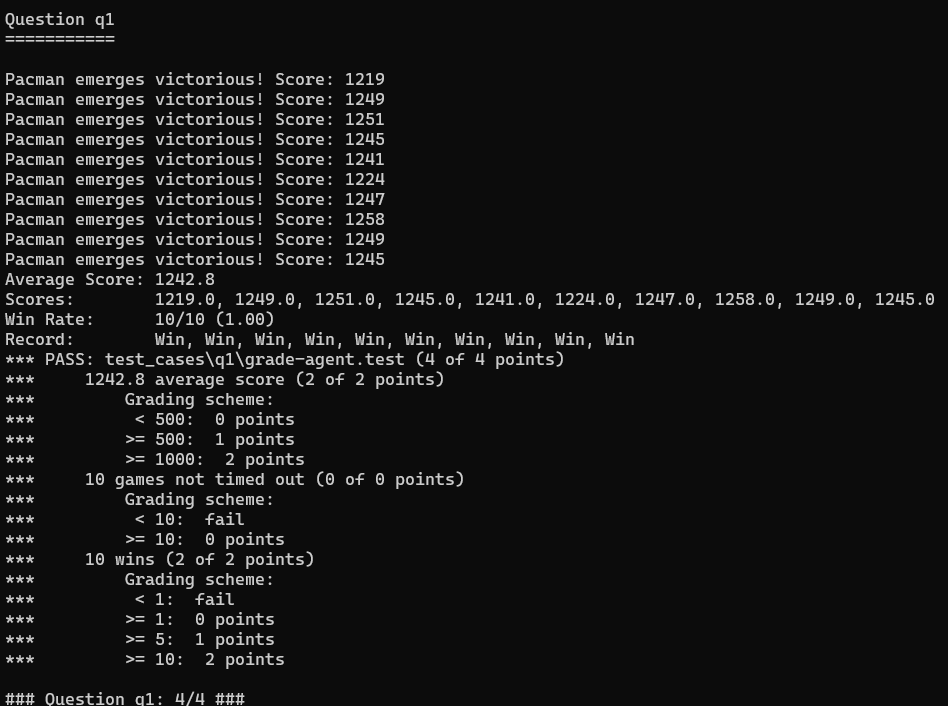 Question q1
===========
Pacman emerges victorious! Score: 1219
Pacman emerges victorious! Score: 1249
Pacman emerges victorious! Score: 1251
Pacman emerges victorious! Score: 1245
Pacman emerges victorious! Score: 1241
Pacman emerges victorious! Score: 1224
Pacman emerges victorious! Score: 1247
Pacman emerges victorious! Score: 1258
Pacman emerges victorious! Score: 1249
Pacman emerges victorious! Score: 1245
Average Score: 1242.8
Scores:        1219.0, 1249.0, 1251.0, 1245.0, 1241.0, 1224.0, 1247.0, 1258.0, 1249.0, 1245.0
Win Rate:      10/10 (1.00)
Record:        Win, Win, Win, Win, Win, Win, Win, Win, Win, Win
*** PASS: test_cases\q1\grade-agent.test (4 of 4 points)
***     1242.8 average score (2 of 2 points)
***         Grading scheme:
***          < 500:  0 points
***         >= 500:  1 points
***         >= 1000:  2 points
***     10 games not timed out (0 of 0 points)
***         Grading scheme:
***          < 10:  fail
***         >= 10:  0 points
***     10 wins (2 of 2 points)
***         Grading scheme:
***          < 1:  fail
***         >= 1:  0 points
***         >= 5:  1 points
***         >= 10:  2 points
### Question q1: 4/4 ###